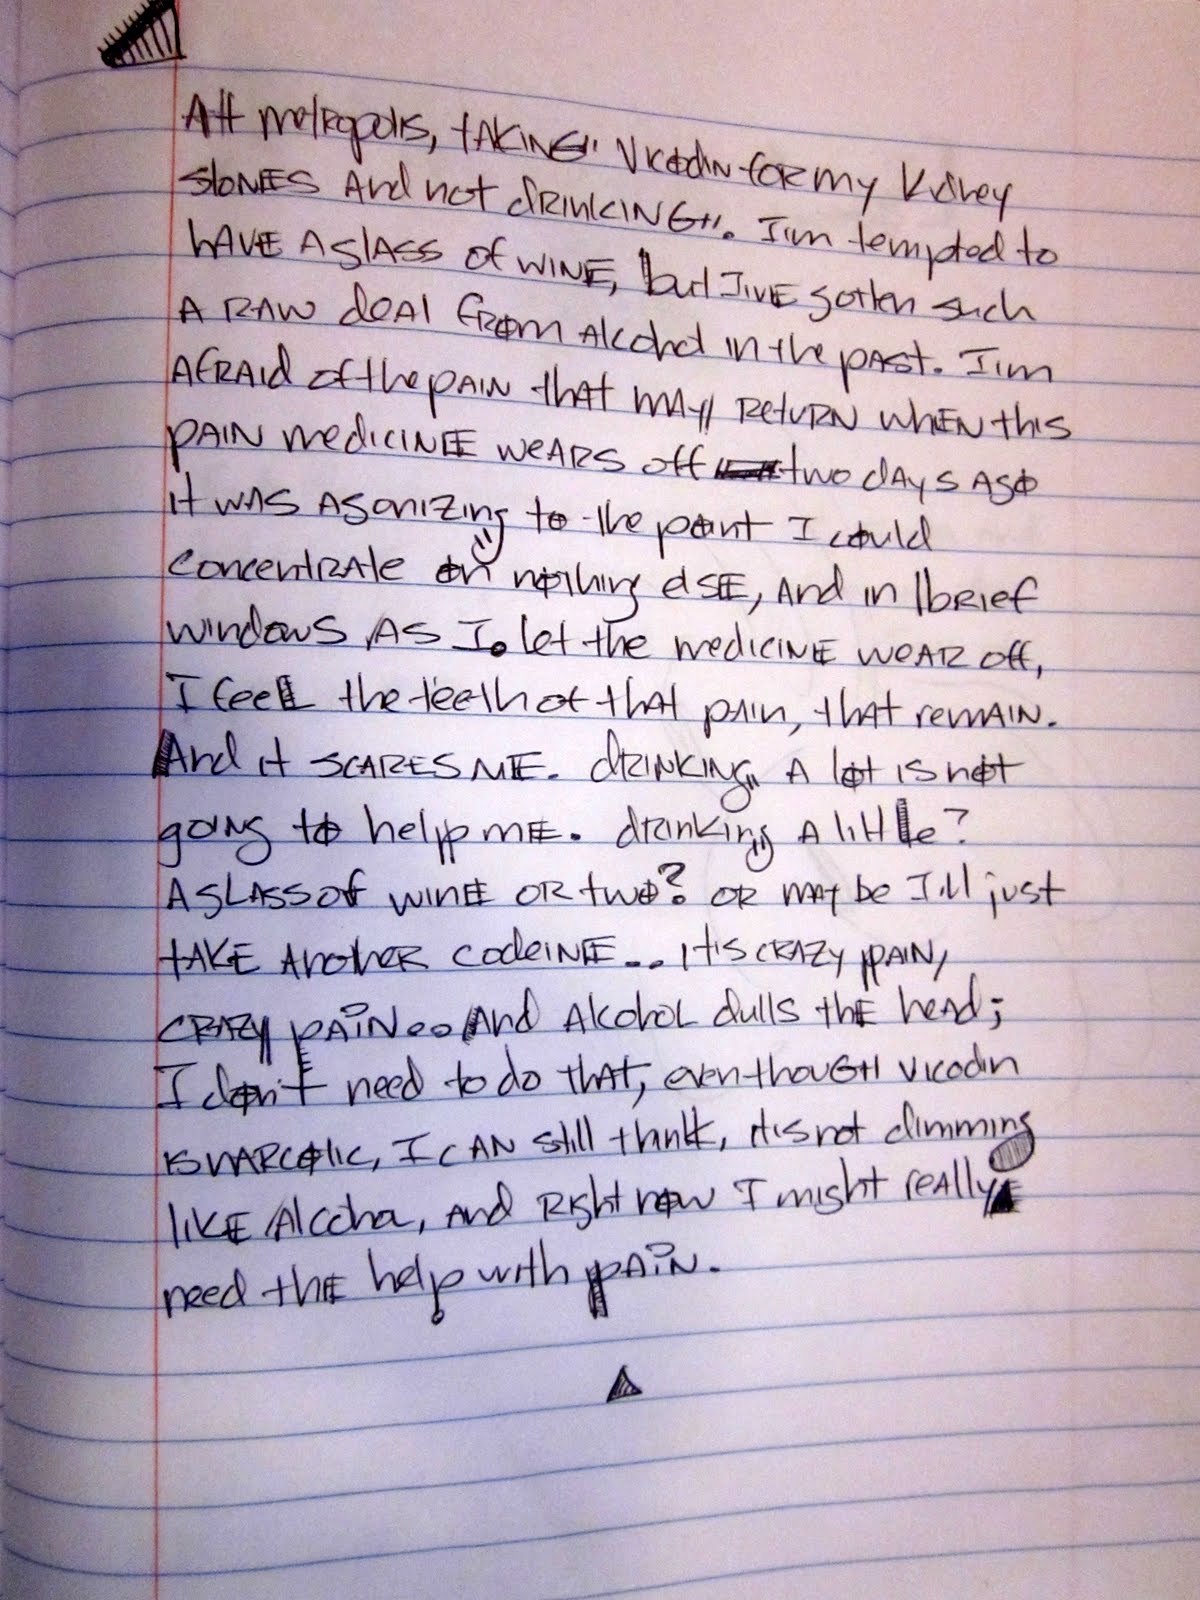 Att metropolis, taking Vicodin for my kidney
stones and not drinking. I'm tempted to
have a glass of wine, but I've gotten such
a raw deal from alcohol in the past. I'm
afraid of the pain that may return when this
pain medicine wears off two days ago
it was agonizing to the point I could
concentrate on nothing else, and in brief
windows as I let the medicine wear off,
I feel the teeth of that pain, that remain.
And it scares me. drinking a lot is not
going to help me. drinking a little?
A glass of wine or two? or maybe I'll just
take another codeine... it's crazy pain,
crazy pain.. And alcohol dulls the head;
I don't need to do that, even though vicodin
is narcotic, I can still think, it's not dimming
like Alcohol, and right now I might really
need the help with pain.